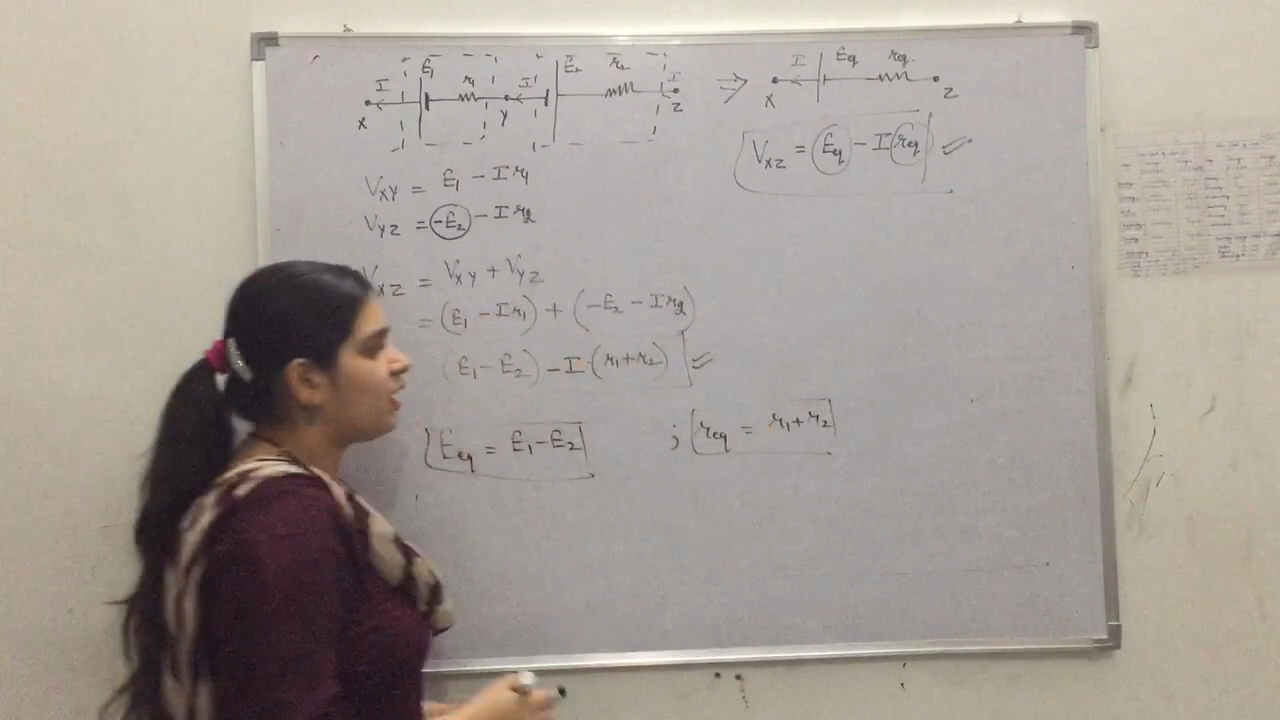 I E₁ r₁ I E₂ r₂ I ⇒ I Eeq req.
X Y Z X Z
VXZ = Eeq - I req
VXY = E₁ - I r₁
VYZ = -E₂ - I r₂
VXZ = VXY + VYZ
= (E₁ - I r₁) + (-E₂ - I r₂)
(E₁ - E₂) - I·(r₁+r₂)
Eeq = E₁ - E₂ ; req = r₁+r₂